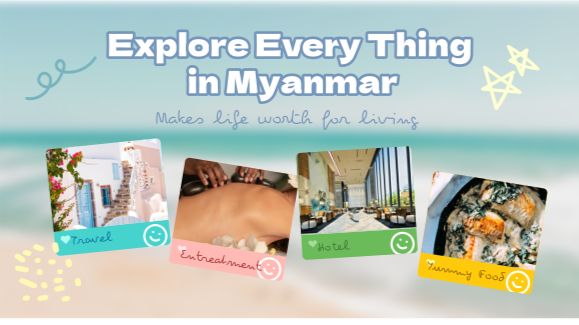 Explore Every Thing
in Myanmar
Makes life worth for living
Travel
Entreatment
Hotel
Yummy Food